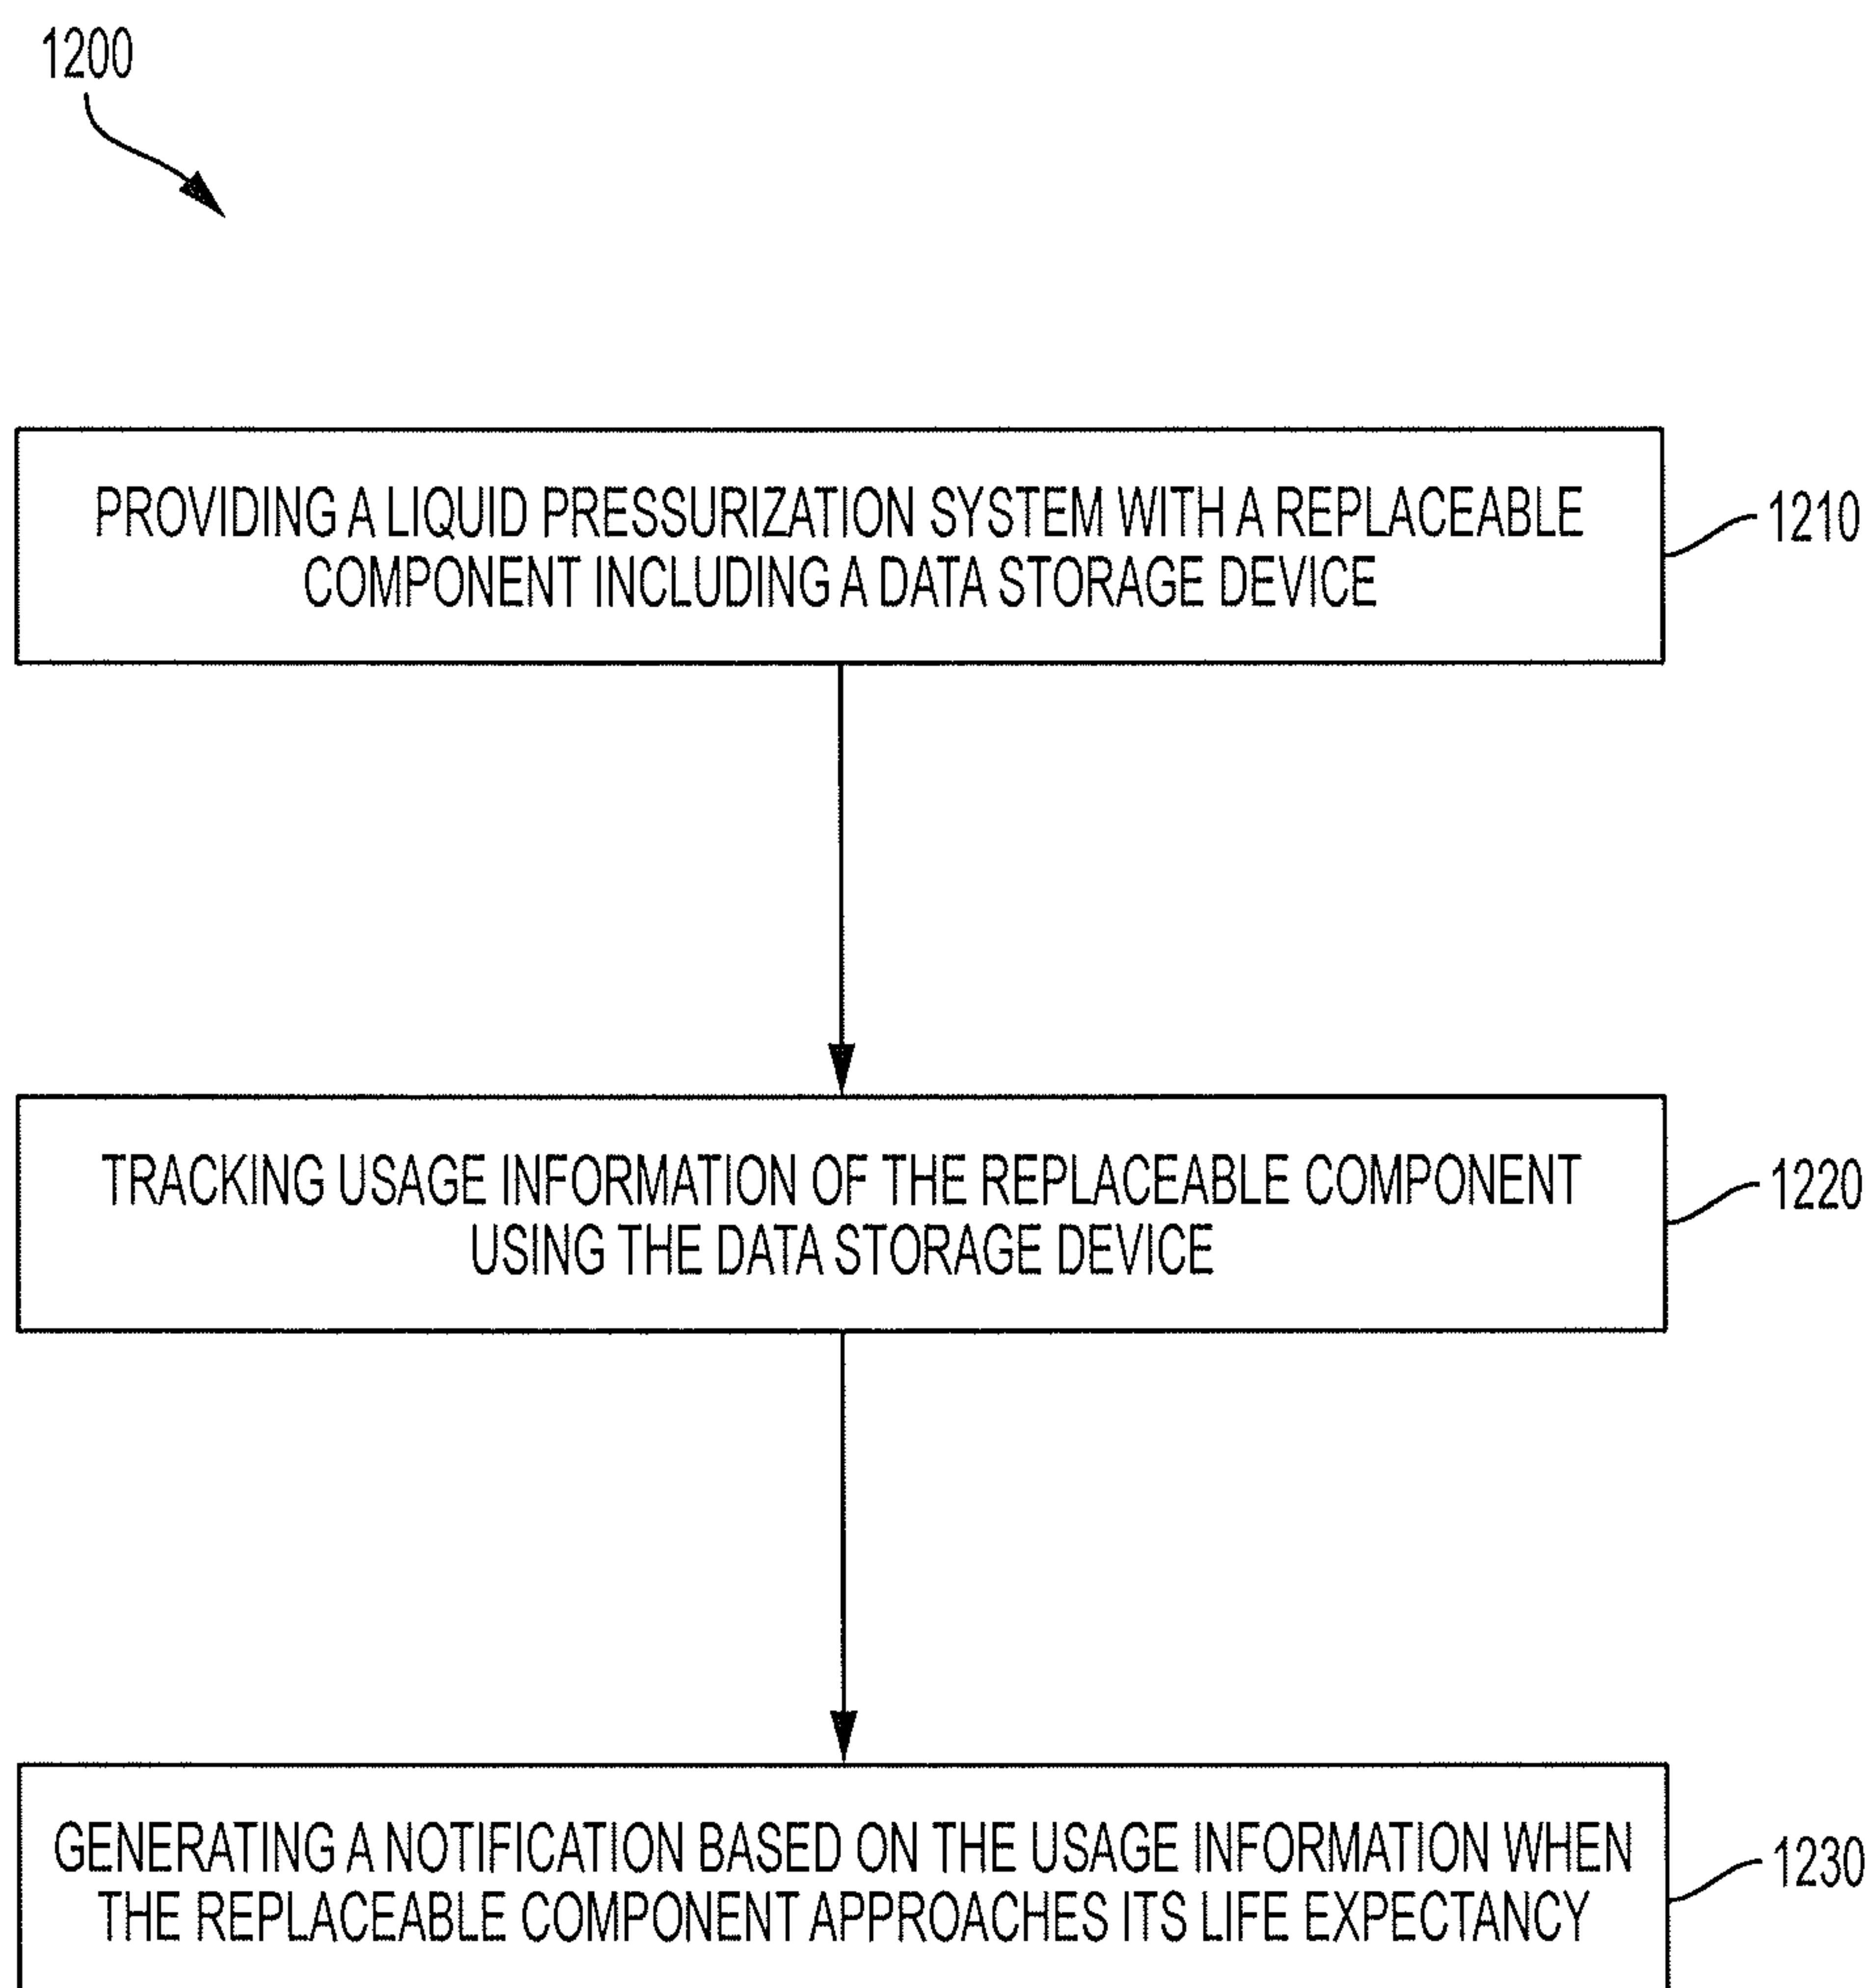 1200
PROVIDING A LIQUID PRESSURIZATION SYSTEM WITH A REPLACEABLE
COMPONENT INCLUDING A DATA STORAGE DEVICE
1210
TRACKING USAGE INFORMATION OF THE REPLACEABLE COMPONENT
USING THE DATA STORAGE DEVICE
1220
GENERATING A NOTIFICATION BASED ON THE USAGE INFORMATION WHEN
THE REPLACEABLE COMPONENT APPROACHES ITS LIFE EXPECTANCY
1230